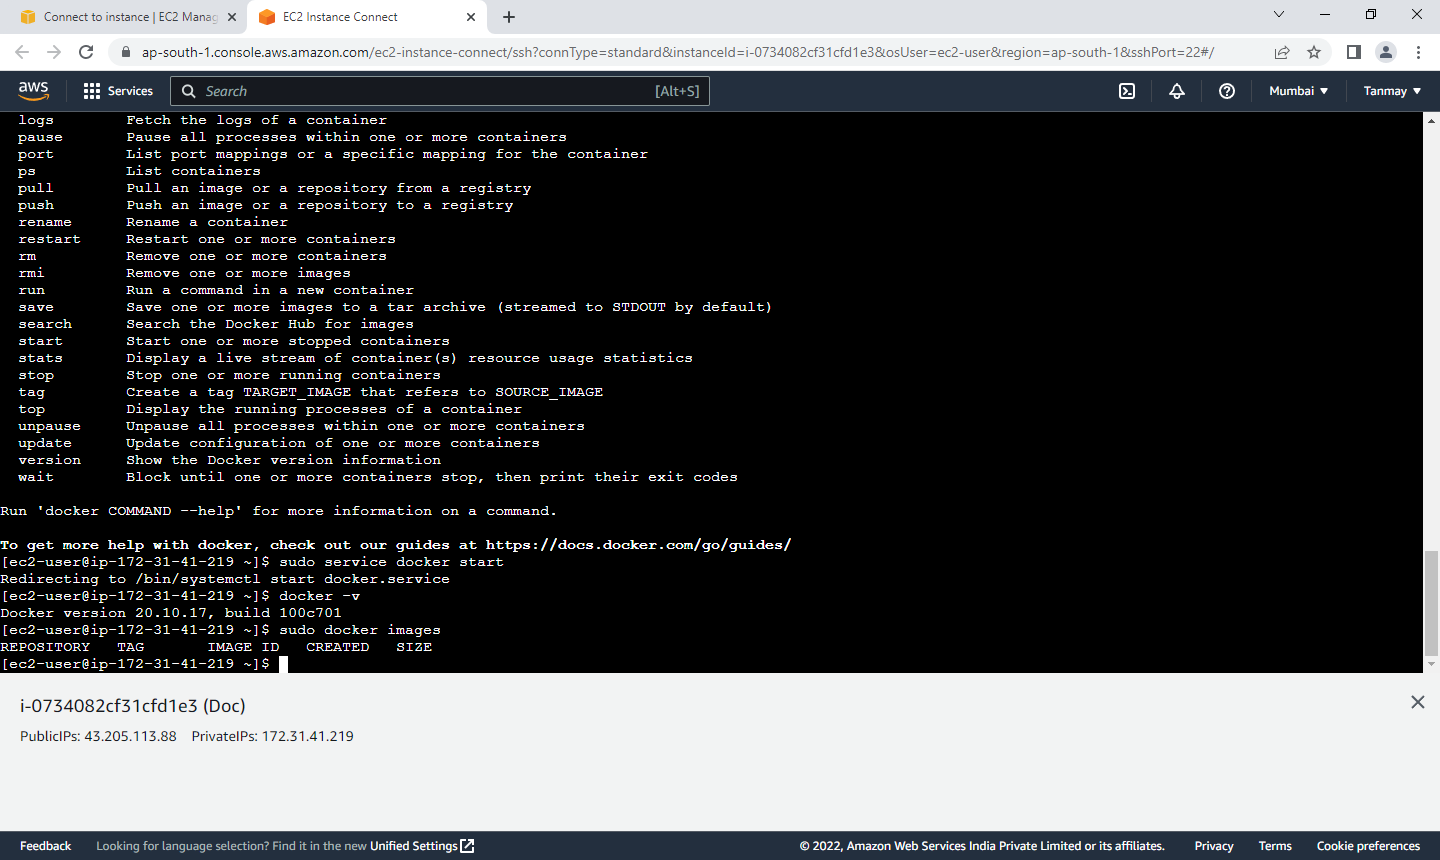 Connect to instance | EC2 Manag
EC2 Instance Connect
ap-south-1.console.aws.amazon.com/ec2-instance-connect/ssh?connType=standard&instanceId=i-0734082cf31cfd1e3&osUser=ec2-user&region=ap-south-1&sshPort=22#/
aws Services Search [Alt+S] Mumbai Tanmay
logs Fetch the logs of a container
pause Pause all processes within one or more containers
port List port mappings or a specific mapping for the container
ps List containers
pull Pull an image or a repository from a registry
push Push an image or a repository to a registry
rename Rename a container
restart Restart one or more containers
rm Remove one or more containers
rmi Remove one or more images
run Run a command in a new container
save Save one or more images to a tar archive (streamed to STDOUT by default)
search Search the Docker Hub for images
start Start one or more stopped containers
stats Display a live stream of container(s) resource usage statistics
stop Stop one or more running containers
tag Create a tag TARGET_IMAGE that refers to SOURCE_IMAGE
top Display the running processes of a container
unpause Unpause all processes within one or more containers
update Update configuration of one or more containers
version Show the Docker version information
wait Block until one or more containers stop, then print their exit codes
Run 'docker COMMAND --help' for more information on a command.
To get more help with docker, check out our guides at https://docs.docker.com/go/guides/
[ec2-user@ip-172-31-41-219 ~]$ sudo service docker start
Redirecting to /bin/systemctl start docker.service
[ec2-user@ip-172-31-41-219 ~]$ docker -v
Docker version 20.10.17, build 100c701
[ec2-user@ip-172-31-41-219 ~]$ sudo docker images
REPOSITORY TAG IMAGE ID CREATED SIZE
[ec2-user@ip-172-31-41-219 ~]$
i-0734082cf31cfd1e3 (Doc)
PublicIPs: 43.205.113.88 PrivateIPs: 172.31.41.219
Feedback Looking for language selection? Find it in the new Unified Settings © 2022, Amazon Web Services India Private Limited or its affiliates. Privacy Terms Cookie preferences